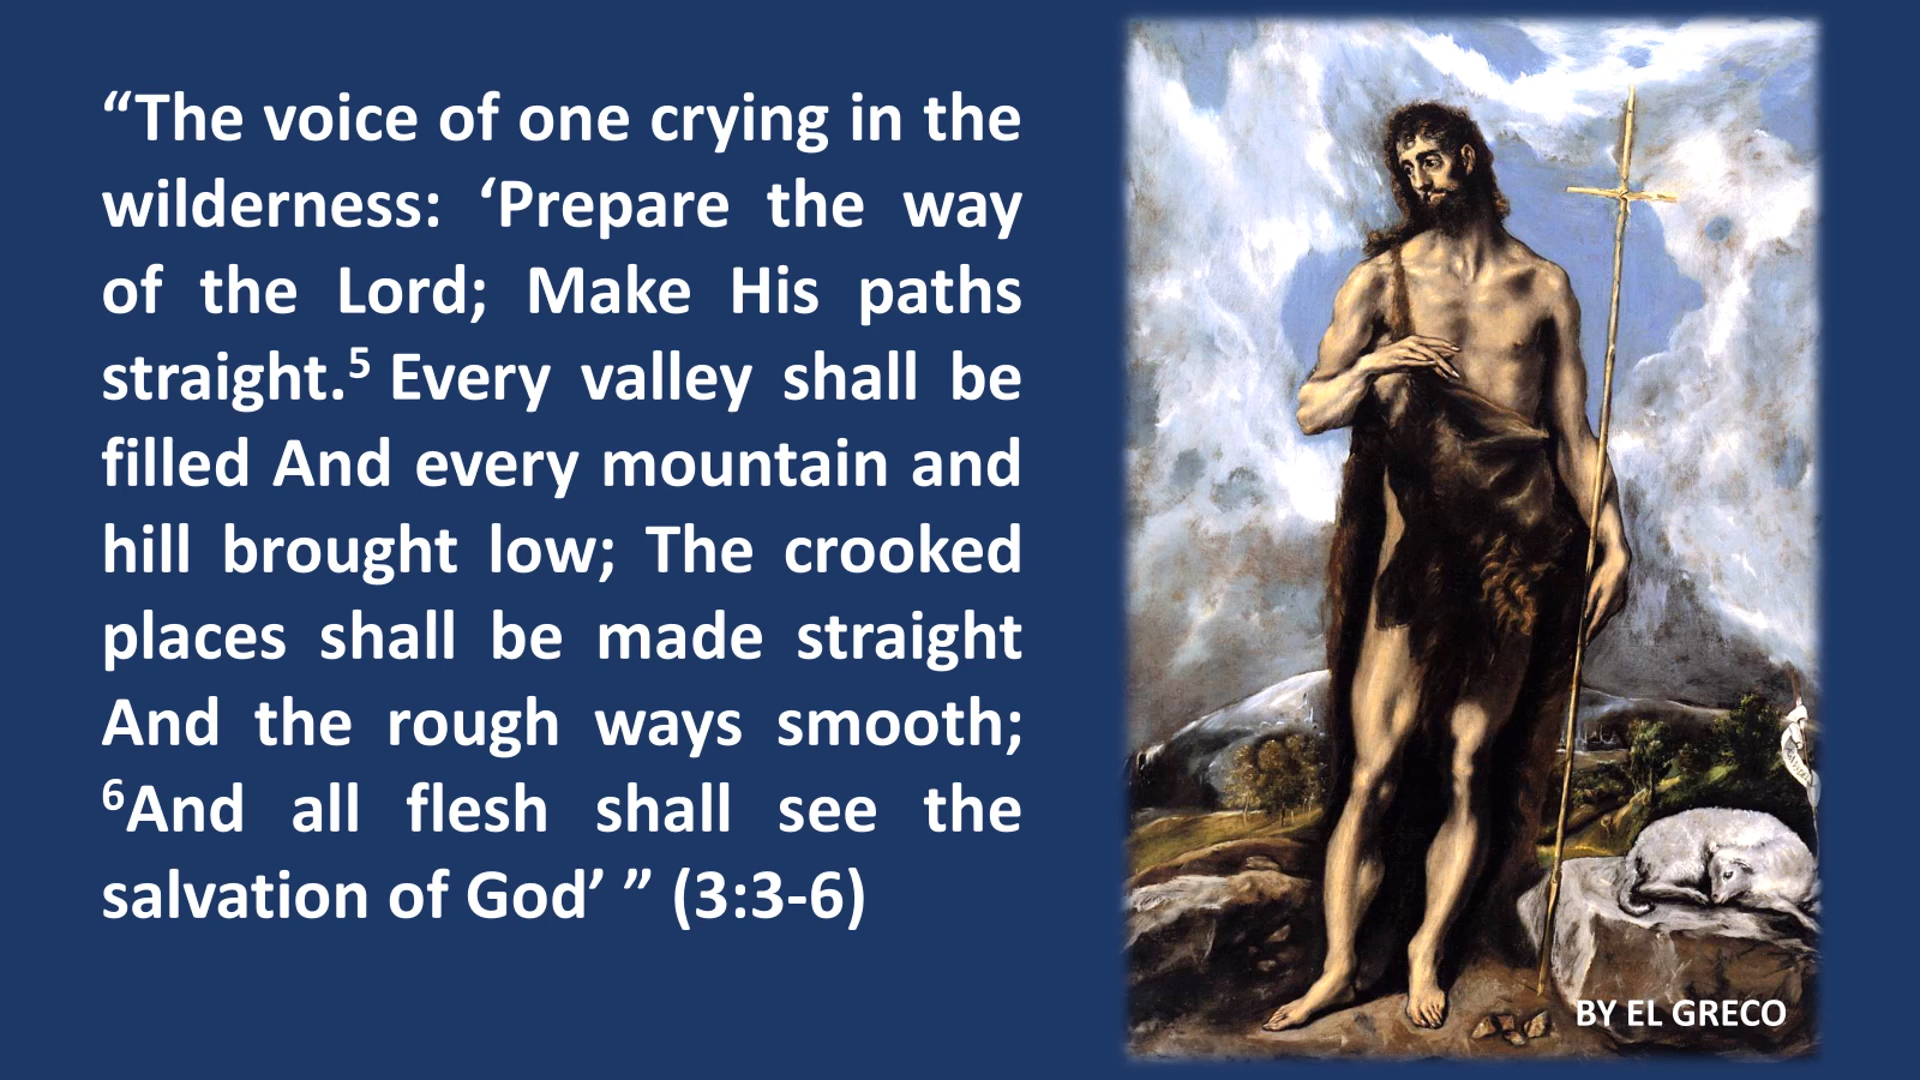 “The voice of one crying in the
wilderness: ‘Prepare the way
of the Lord; Make His paths
straight.⁵ Every valley shall be
filled And every mountain and
hill brought low; The crooked
places shall be made straight
And the rough ways smooth;
⁶And all flesh shall see the
salvation of God’ ” (3:3-6)
BY EL GRECO